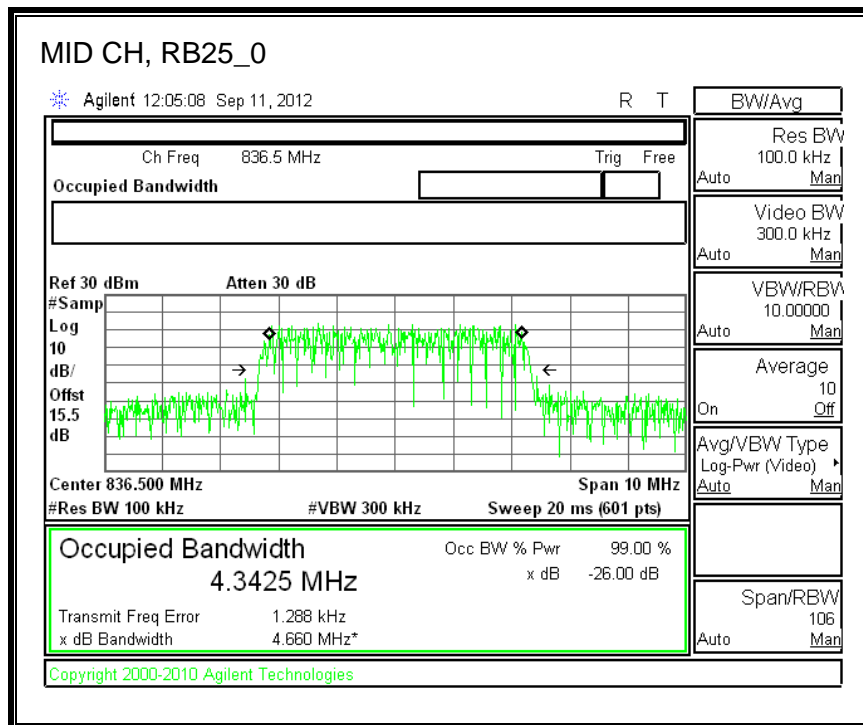 MID CH, RB25_0
Agilent 12:05:08 Sep 11, 2012 R T
Ch Freq 836.5 MHz Trig Free
Occupied Bandwidth
Ref 30 dBm Atten 30 dB
#Samp
Log
10
dB/
Offst
15.5
dB
Center 836.500 MHz Span 10 MHz
#Res BW 100 kHz #VBW 300 kHz Sweep 20 ms (601 pts)
Occupied Bandwidth
4.3425 MHz
Occ BW % Pwr 99.00 %
x dB -26.00 dB
Transmit Freq Error 1.288 kHz
x dB Bandwidth 4.660 MHz*
Copyright 2000-2010 Agilent Technologies
BW/Avg
Res BW
100.0 kHz
Auto Man
Video BW
300.0 kHz
Auto Man
VBW/RBW
10.00000
Auto Man
Average
10
On Off
Avg/VBW Type
Log-Pwr (Video)
Auto Man
Span/RBW
106
Auto Man